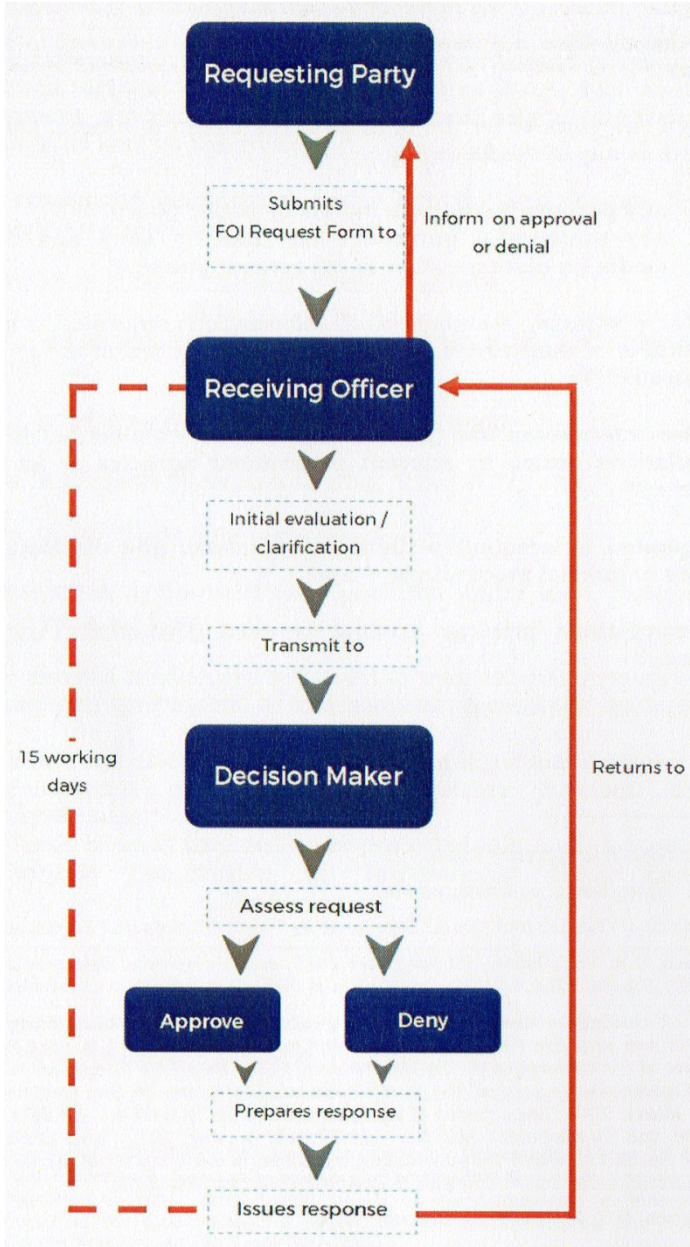 Requesting Party
Submits
FOI Request Form to
Inform on approval
or denial
Receiving Officer
Initial evaluation /
clarification
Transmit to
Decision Maker
15 working
days
Returns to
Assess request
Approve
Deny
Prepares response
Issues response